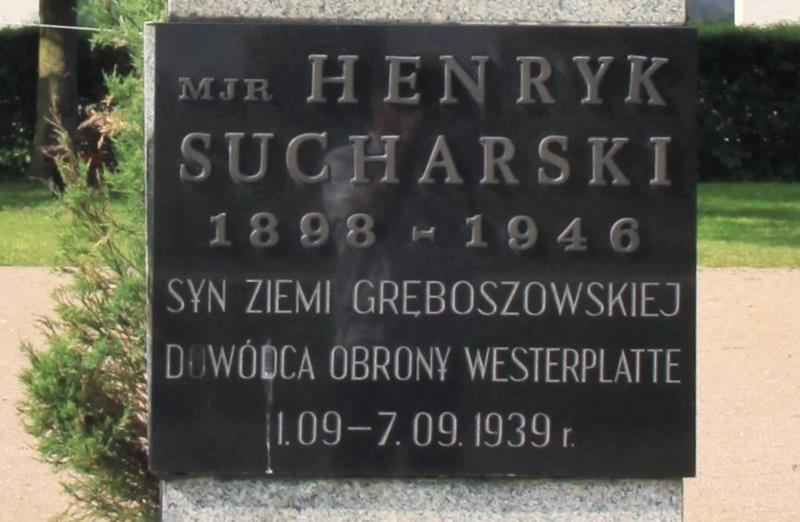 MJR HENRYK
SUCHARSKI
1898 - 1946
SYN ZIEMI GRĘBOSZOWSKIEJ
DOWÓDCA OBRONY WESTERPLATTE
1.09-7.09.1939 r.